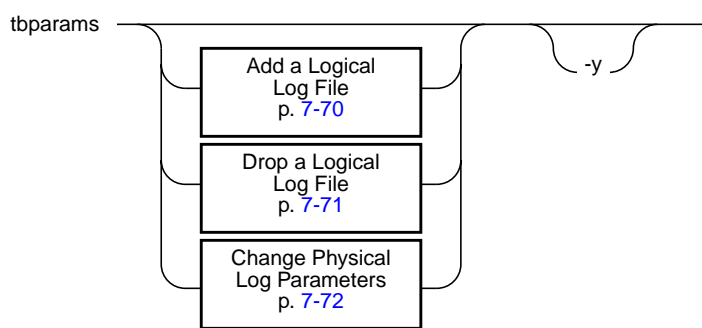 tbparams
Add a Logical
Log File
p. 7-70
-y
Drop a Logical
Log File
p. 7-71
Change Physical
Log Parameters
p. 7-72